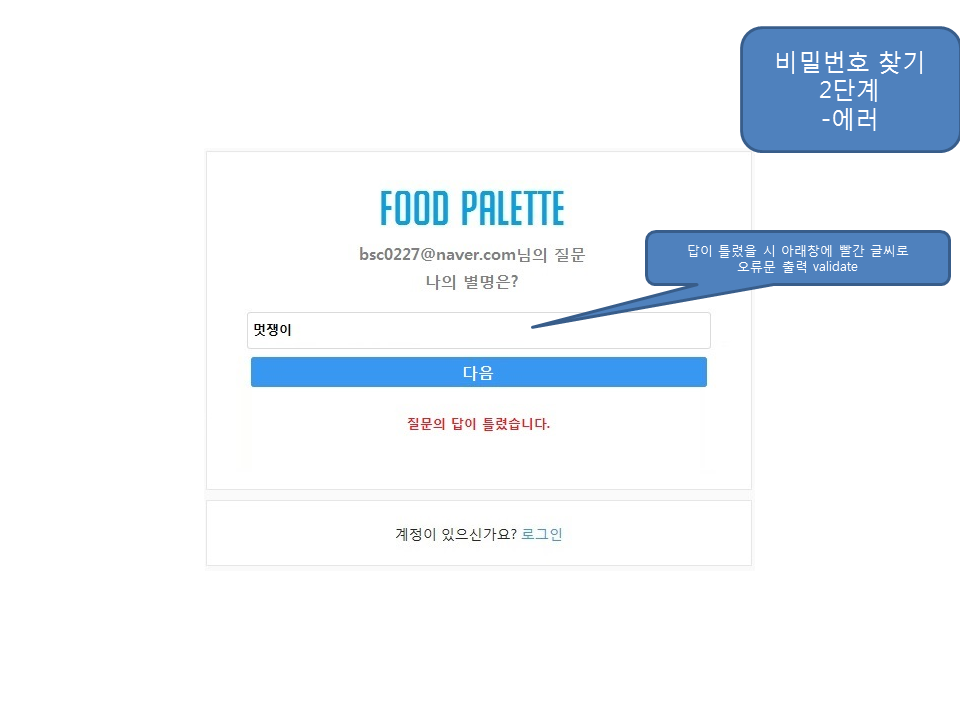 비밀번호 찾기
2단계
-에러
FOOD PALETTE
bsc0227@naver.com님의 질문
나의 별명은?
답이 틀렸을 시 아래창에 빨간 글씨로
오류문 출력 validate
멋쟁이
다음
질문의 답이 틀렸습니다.
계정이 있으신가요? 로그인